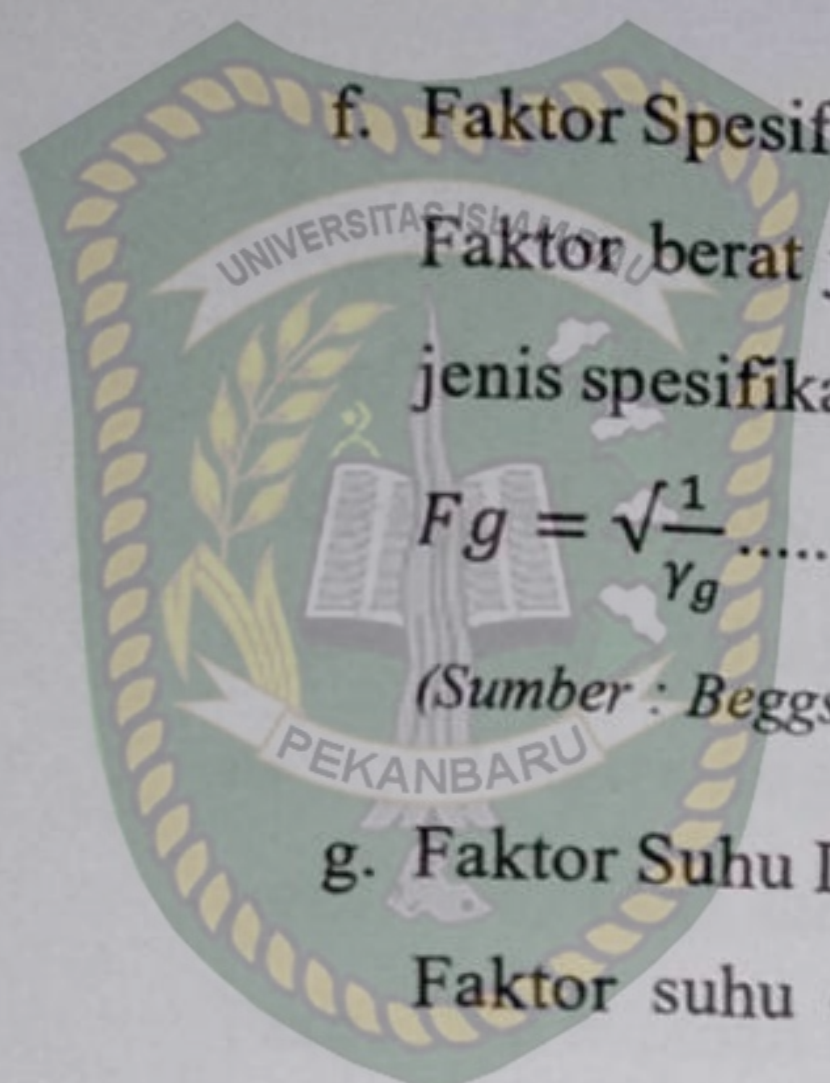 f. Faktor Spesif
UNIVERSITAS ISLAM RIAU
Faktor berat
jenis spesifika
Fg = √1/γg.....
(Sumber : Beggs
PEKANBARU
g. Faktor Suhu
Faktor suhu